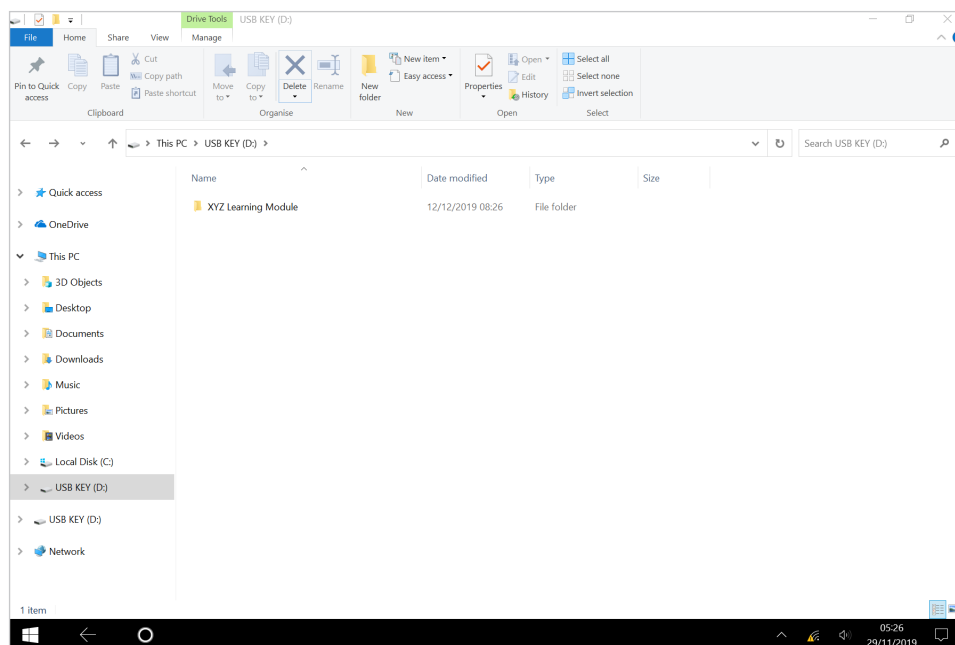 Drive Tools USB KEY (D:)
File Home Share View Manage
Pin to Quick access
Copy
Paste
Cut
Copy path
Paste shortcut
Clipboard
Move to
Copy to
Delete
Rename
Organise
New folder
New item
Easy access
New
Properties
Open
Edit
History
Open
Select all
Select none
Invert selection
Select
This PC USB KEY (D:)
Search USB KEY (D:)
Name Date modified Type Size
XYZ Learning Module 12/12/2019 08:26 File folder
Quick access
OneDrive
This PC
3D Objects
Desktop
Documents
Downloads
Music
Pictures
Videos
Local Disk (C:)
USB KEY (D:)
USB KEY (D:)
Network
1 item
05:26
29/11/2019